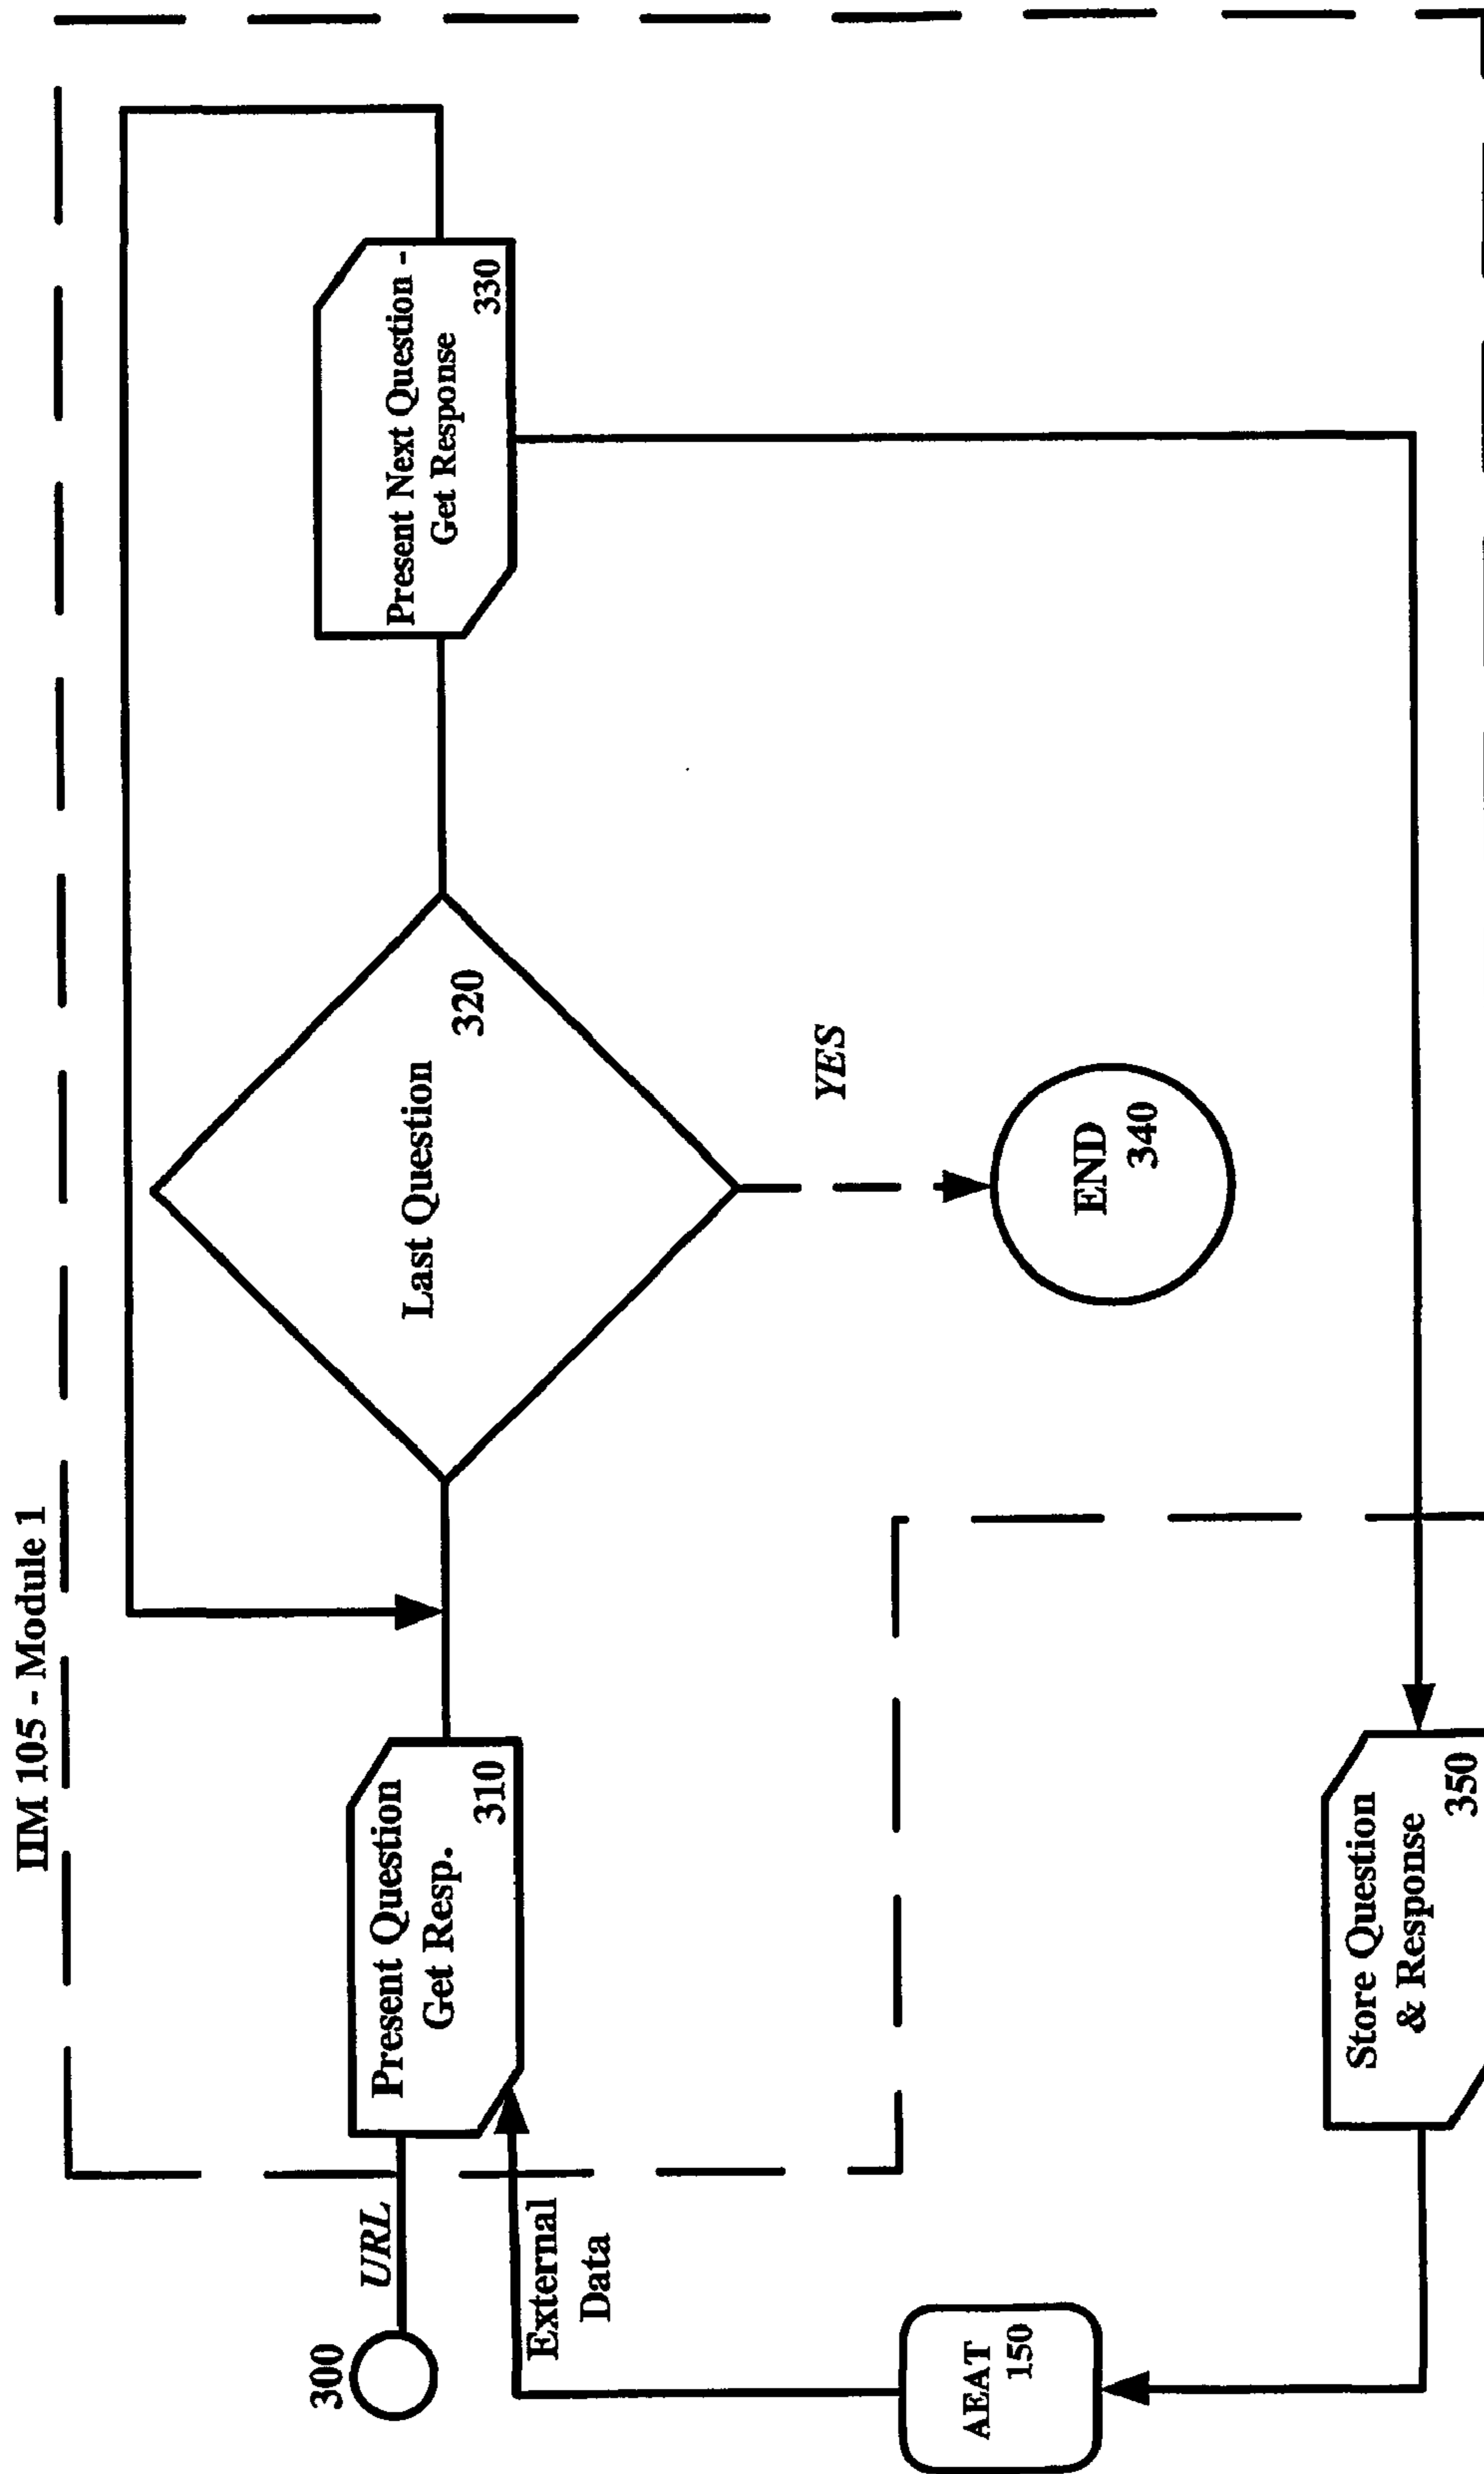 IIM 105 - Module 1
300
URL
Present Question
Get Resp.
310
Last Question
320
Present Next Question -
Get Response
330
External
Data
YES
END
340
AEAT
150
Store Question
& Response
350